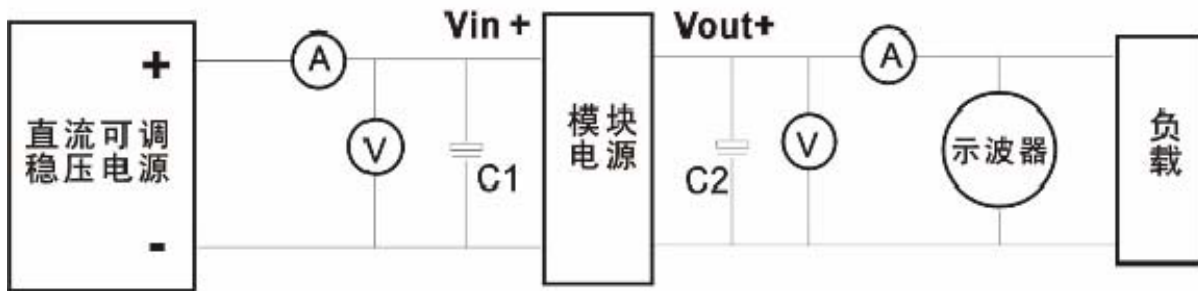 +
直流可调
稳压电源
-
A
V
C1
Vin +
模块
电源
Vout+
C2
V
A
示波器
负
载